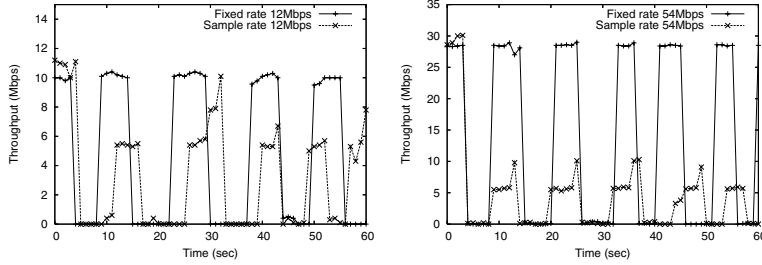 Fixed rate 12Mbps
Sample rate 12Mbps
Throughput (Mbps)
14
12
10
8
6
4
2
0
0 10 20 30 40 50 60
Time (sec)
Fixed rate 54Mbps
Sample rate 54Mbps
Throughput (Mbps)
35
30
25
20
15
10
5
0
0 10 20 30 40 50 60
Time (sec)